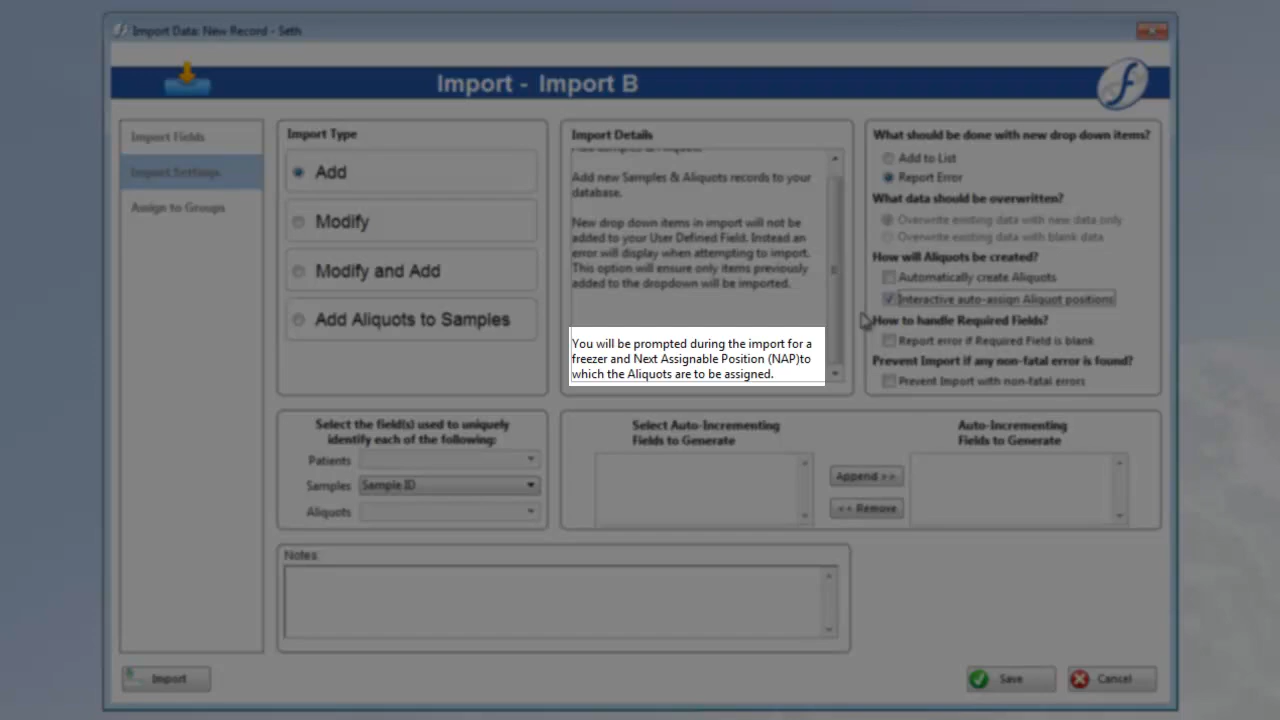 Import Data: New Record - Seth
Import - Import B
Import Fields
Import Settings
Assign to Groups
Import Type
Add
Modify
Modify and Add
Add Aliquots to Samples
Import Details
Add new Samples & Aliquots records to your
database.
New drop down items in import will not be
added to your User Defined Field. Instead an
error will display when attempting to import.
This option will ensure only items previously
added to the dropdown will be imported.
You will be prompted during the import for a
freezer and Next Assignable Position (NAP)to
which the Aliquots are to be assigned.
What should be done with new drop down items?
Add to List
Report Error
What data should be overwritten?
Overwrite existing data with new data only
Overwrite existing data with blank data
How will Aliquots be created?
Automatically create Aliquots
Interactive auto-assign Aliquot positions
How to handle Required Fields?
Report error if Required Field is blank
Prevent Import if any non-fatal error is found?
Prevent Import with non-fatal errors
Select the field(s) used to uniquely
identify each of the following:
Patients
Samples
Sample ID
Aliquots
Select Auto-Incrementing
Fields to Generate
Append >>
<< Remove
Auto-Incrementing
Fields to Generate
Notes:
Import
Save
Cancel